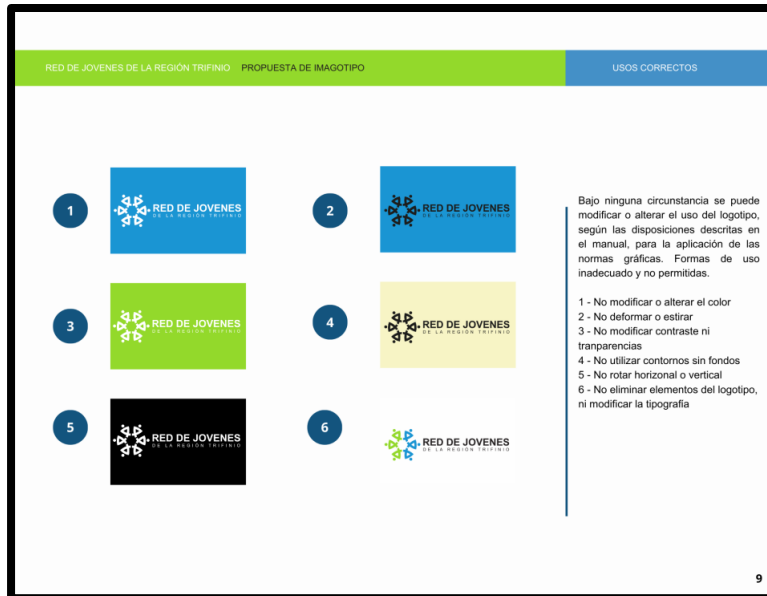 RED DE JOVENES DE LA REGIÓN TRIFINIO PROPUESTA DE IMAGOTIPO
USOS CORRECTOS
1
RED DE JOVENES
DE LA REGIÓN TRIFINIO
2
RED DE JOVENES
DE LA REGIÓN TRIFINIO
3
RED DE JOVENES
DE LA REGIÓN TRIFINIO
4
RED DE JOVENES
DE LA REGIÓN TRIFINIO
5
RED DE JOVENES
DE LA REGIÓN TRIFINIO
6
RED DE JOVENES
DE LA REGIÓN TRIFINIO
Bajo ninguna circunstancia se puede
modificar o alterar el uso del logotipo,
según las disposiciones descritas en
el manual, para la aplicación de las
normas gráficas. Formas de uso
inadecuado y no permitidas.
1 - No modificar o alterar el color
2 - No deformar o estirar
3 - No modificar contraste ni
tranparencias
4 - No utilizar contornos sin fondos
5 - No rotar horizonal o vertical
6 - No eliminar elementos del logotipo,
ni modificar la tipografía
9